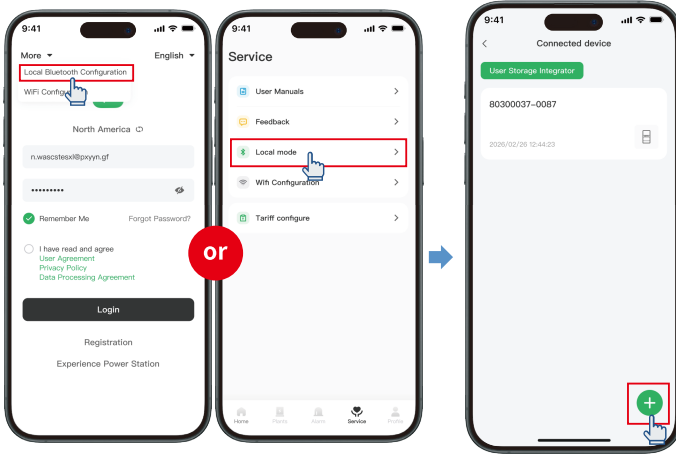 9:41
More
English
Local Bluetooth Configuration
WiFi Config
North America
n.wascstesxl@pxyyn.gf
•••••••••
Remember Me
Forgot Password?
I have read and agree
User Agreement
Privacy Policy
Data Processing Agreement
Login
Registration
Experience Power Station
or
9:41
Service
User Manuals
Feedback
Local mode
Wifi Configuration
Tariff configure
Home
Plants
Alarm
Service
Profile
9:41
Connected device
User Storage Integrator
80300037-0087
2026/02/26 12:44:23